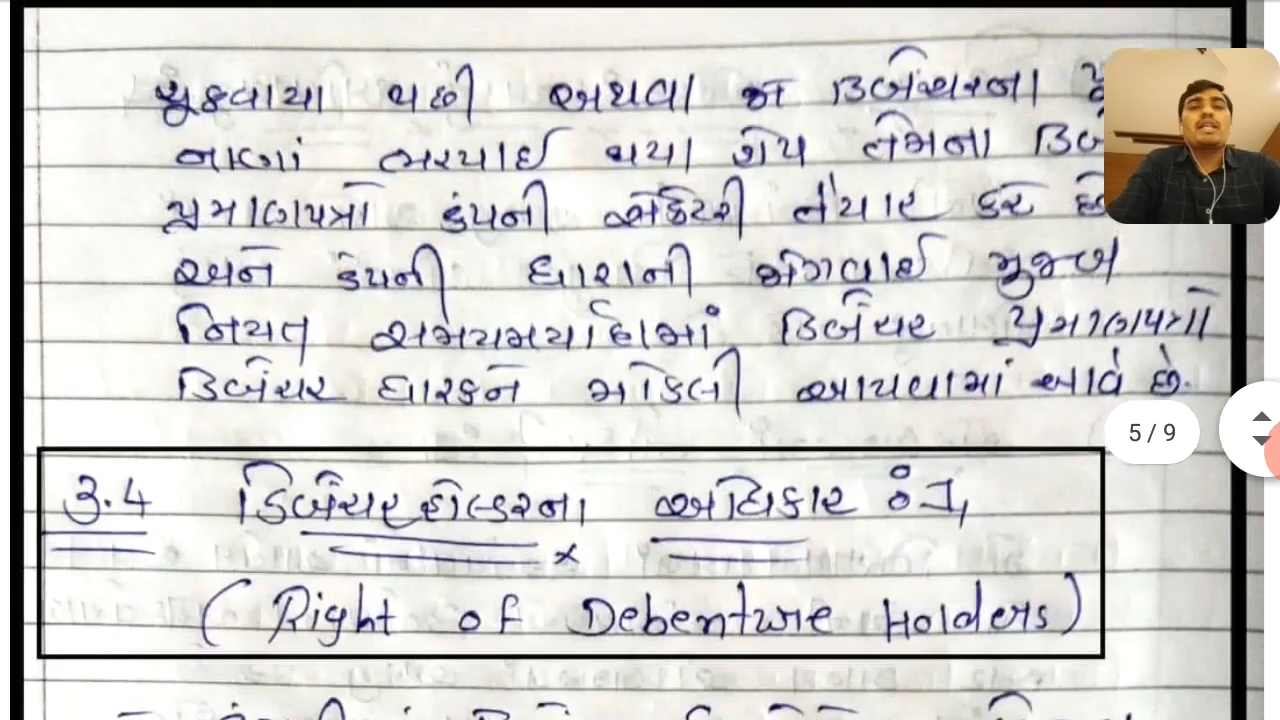 ચુકવાયા પછી અથવા જે ડિબેંચરના
નાણાં ભરપાઈ થયા હોય તેમના
પ્રમાણપત્રો કંપની સેક્રેટરી તૈયાર કરે છે
અને કંપની ધારાની જોગવાઈ મુજબ
નિયત સમયમર્યાદામાં ડિબેંચર પ્રમાણપત્રો
ડિબેંચર ધારકને મોકલી આપવામાં આવે છે.
5 / 9
3.4 ડિબેંચરહોલ્ડરના અધિકાર :-
(Right of Debenture Holders)